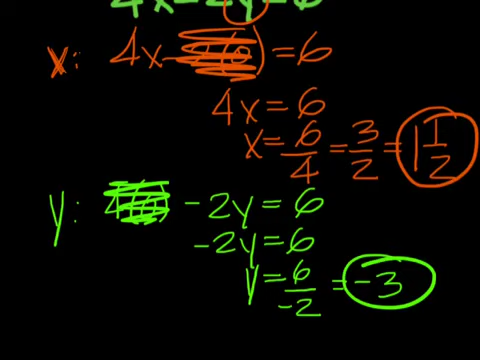 4x - 2y = 6
x: 4x = 6
4x = 6
x = 6/4 = 3/2 = 1 1/2
y: -2y = 6
-2y = 6
y = 6/-2 = -3